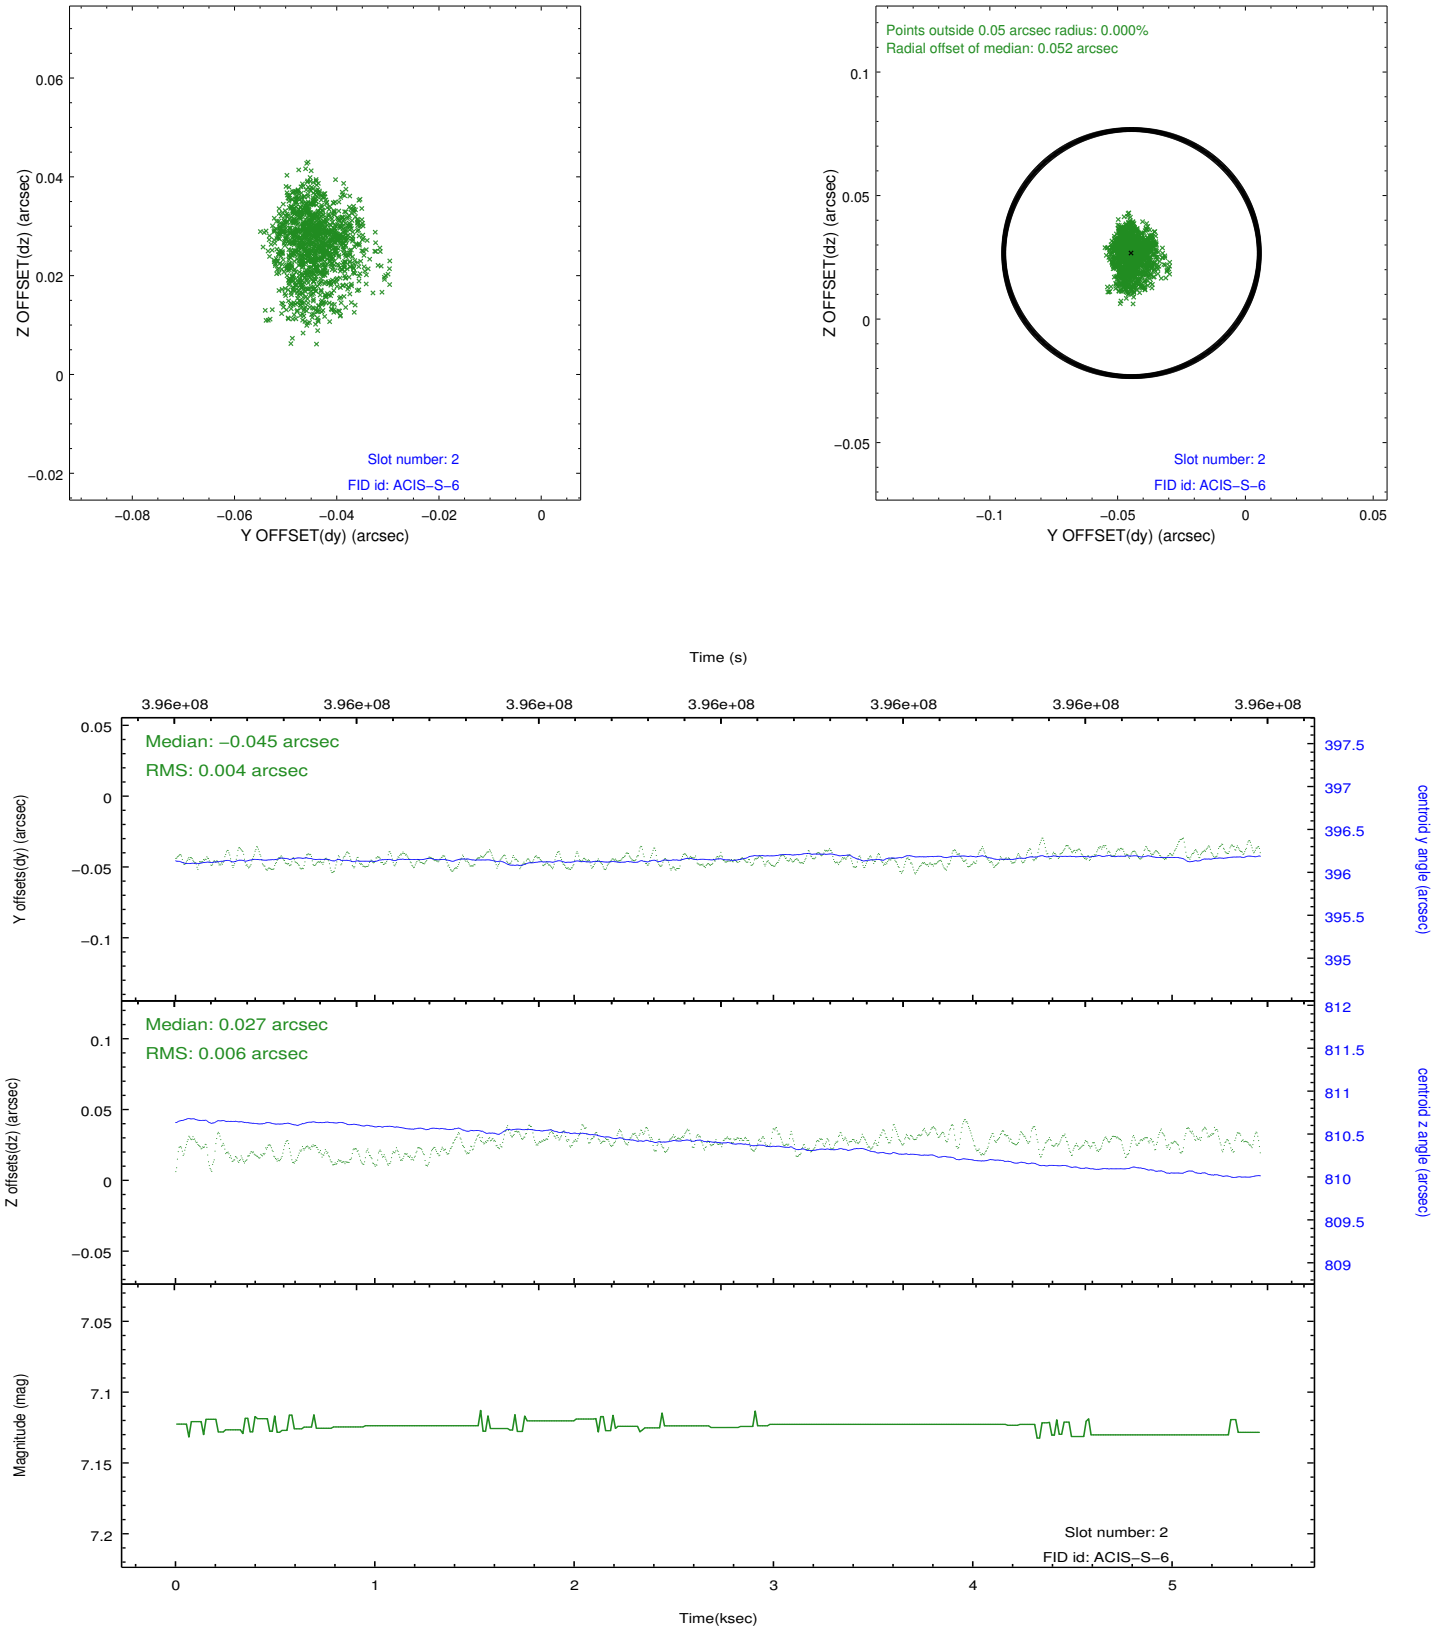 0.06
0.04
0.02
0
−0.02
Z OFFSET(dz) (arcsec)
Slot number: 2
FID id: ACIS−S−6
−0.08 −0.06 −0.04 −0.02 0
Y OFFSET(dy) (arcsec)
Points outside 0.05 arcsec radius: 0.000%
Radial offset of median: 0.052 arcsec
0.1
0.05
0
−0.05
Z OFFSET(dz) (arcsec)
Slot number: 2
FID id: ACIS−S−6
−0.1 −0.05 0 0.05
Y OFFSET(dy) (arcsec)
Time (s)
3.96e+08 3.96e+08 3.96e+08 3.96e+08 3.96e+08 3.96e+08 3.96e+08
Median: −0.045 arcsec
RMS: 0.004 arcsec
0.05
0
−0.05
−0.1
Y offsets(dy) (arcsec)
397.5
397
396.5
396
395.5
395
centroid y angle (arcsec)
Median: 0.027 arcsec
RMS: 0.006 arcsec
0.1
0.05
0
−0.05
Z offsets(dz) (arcsec)
812
811.5
811
810.5
810
809.5
809
centroid z angle (arcsec)
7.05
7.1
7.15
7.2
Magnitude (mag)
Slot number: 2
FID id: ACIS−S−6
0 1 2 3 4 5
Time(ksec)